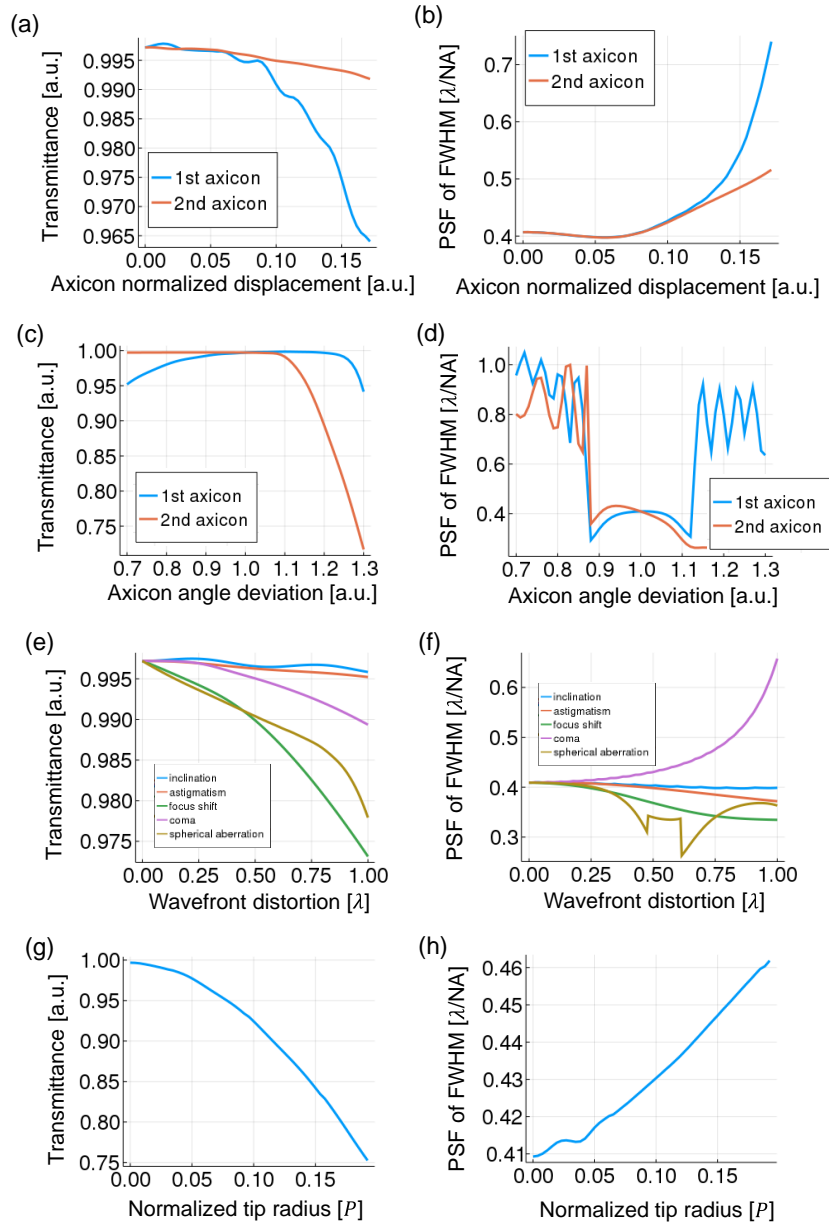 (a)
Transmittance [a.u.]
0.995
0.990
0.985
0.980
0.975
0.970
0.965
1st axicon
2nd axicon
0.00 0.05 0.10 0.15
Axicon normalized displacement [a.u.]
(b)
PSF of FWHM [λ/NA]
0.7
0.6
0.5
0.4
1st axicon
2nd axicon
0.00 0.05 0.10 0.15
Axicon normalized displacement [a.u.]
(c)
Transmittance [a.u.]
1.00
0.95
0.90
0.85
0.80
0.75
1st axicon
2nd axicon
0.7 0.8 0.9 1.0 1.1 1.2 1.3
Axicon angle deviation [a.u.]
(d)
PSF of FWHM [λ/NA]
1.0
0.8
0.6
0.4
1st axicon
2nd axicon
0.7 0.8 0.9 1.0 1.1 1.2 1.3
Axicon angle deviation [a.u.]
(e)
Transmittance [a.u.]
0.995
0.990
0.985
0.980
0.975
inclination
astigmatism
focus shift
coma
spherical aberration
0.00 0.25 0.50 0.75 1.00
Wavefront distortion [λ]
(f)
PSF of FWHM [λ/NA]
0.6
0.5
0.4
0.3
inclination
astigmatism
focus shift
coma
spherical aberration
0.00 0.25 0.50 0.75 1.00
Wavefront distortion [λ]
(g)
Transmittance [a.u.]
1.00
0.95
0.90
0.85
0.80
0.75
0.00 0.05 0.10 0.15
Normalized tip radius [P]
(h)
PSF of FWHM [λ/NA]
0.46
0.45
0.44
0.43
0.42
0.41
0.00 0.05 0.10 0.15
Normalized tip radius [P]